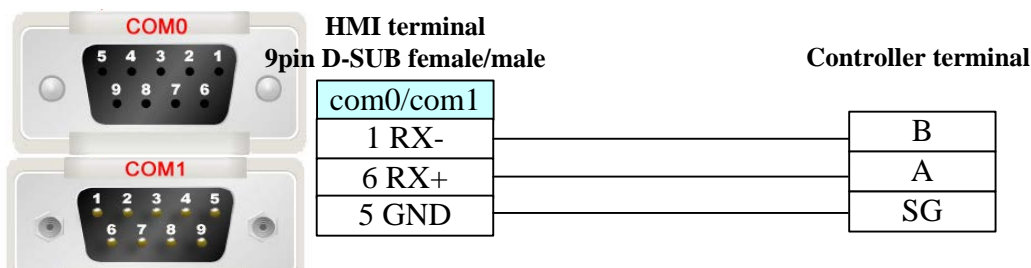 COM0
5 4 3 2 1
9 8 7 6
COM1
1 2 3 4 5
6 7 8 9
HMI terminal
9pin D-SUB female/male
com0/com1
1 RX-
6 RX+
5 GND
Controller terminal
B
A
SG